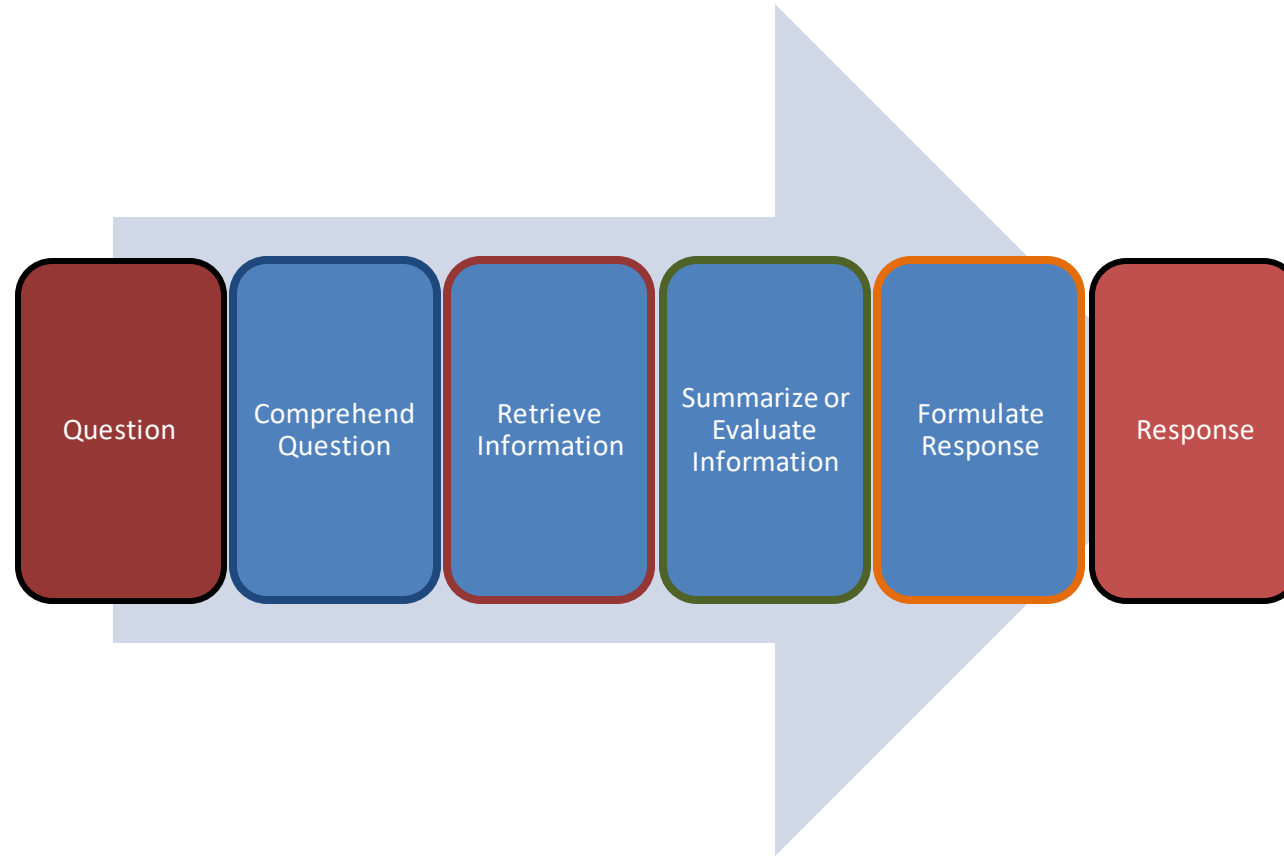 Question
Comprehend
Question
Retrieve
Information
Summarize or
Evaluate
Information
Formulate
Response
Response